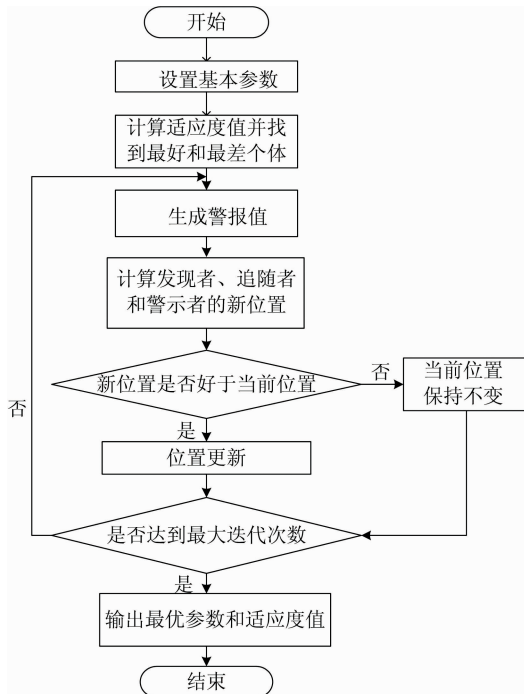 开始
设置基本参数
计算适应度值并找
到最好和最差个体
生成警报值
计算发现者、追随者
和警示者的新位置
新位置是否好于当前位置
否
当前位置
保持不变
否
是
位置更新
是否达到最大迭代次数
是
输出最优参数和适应度值
结束